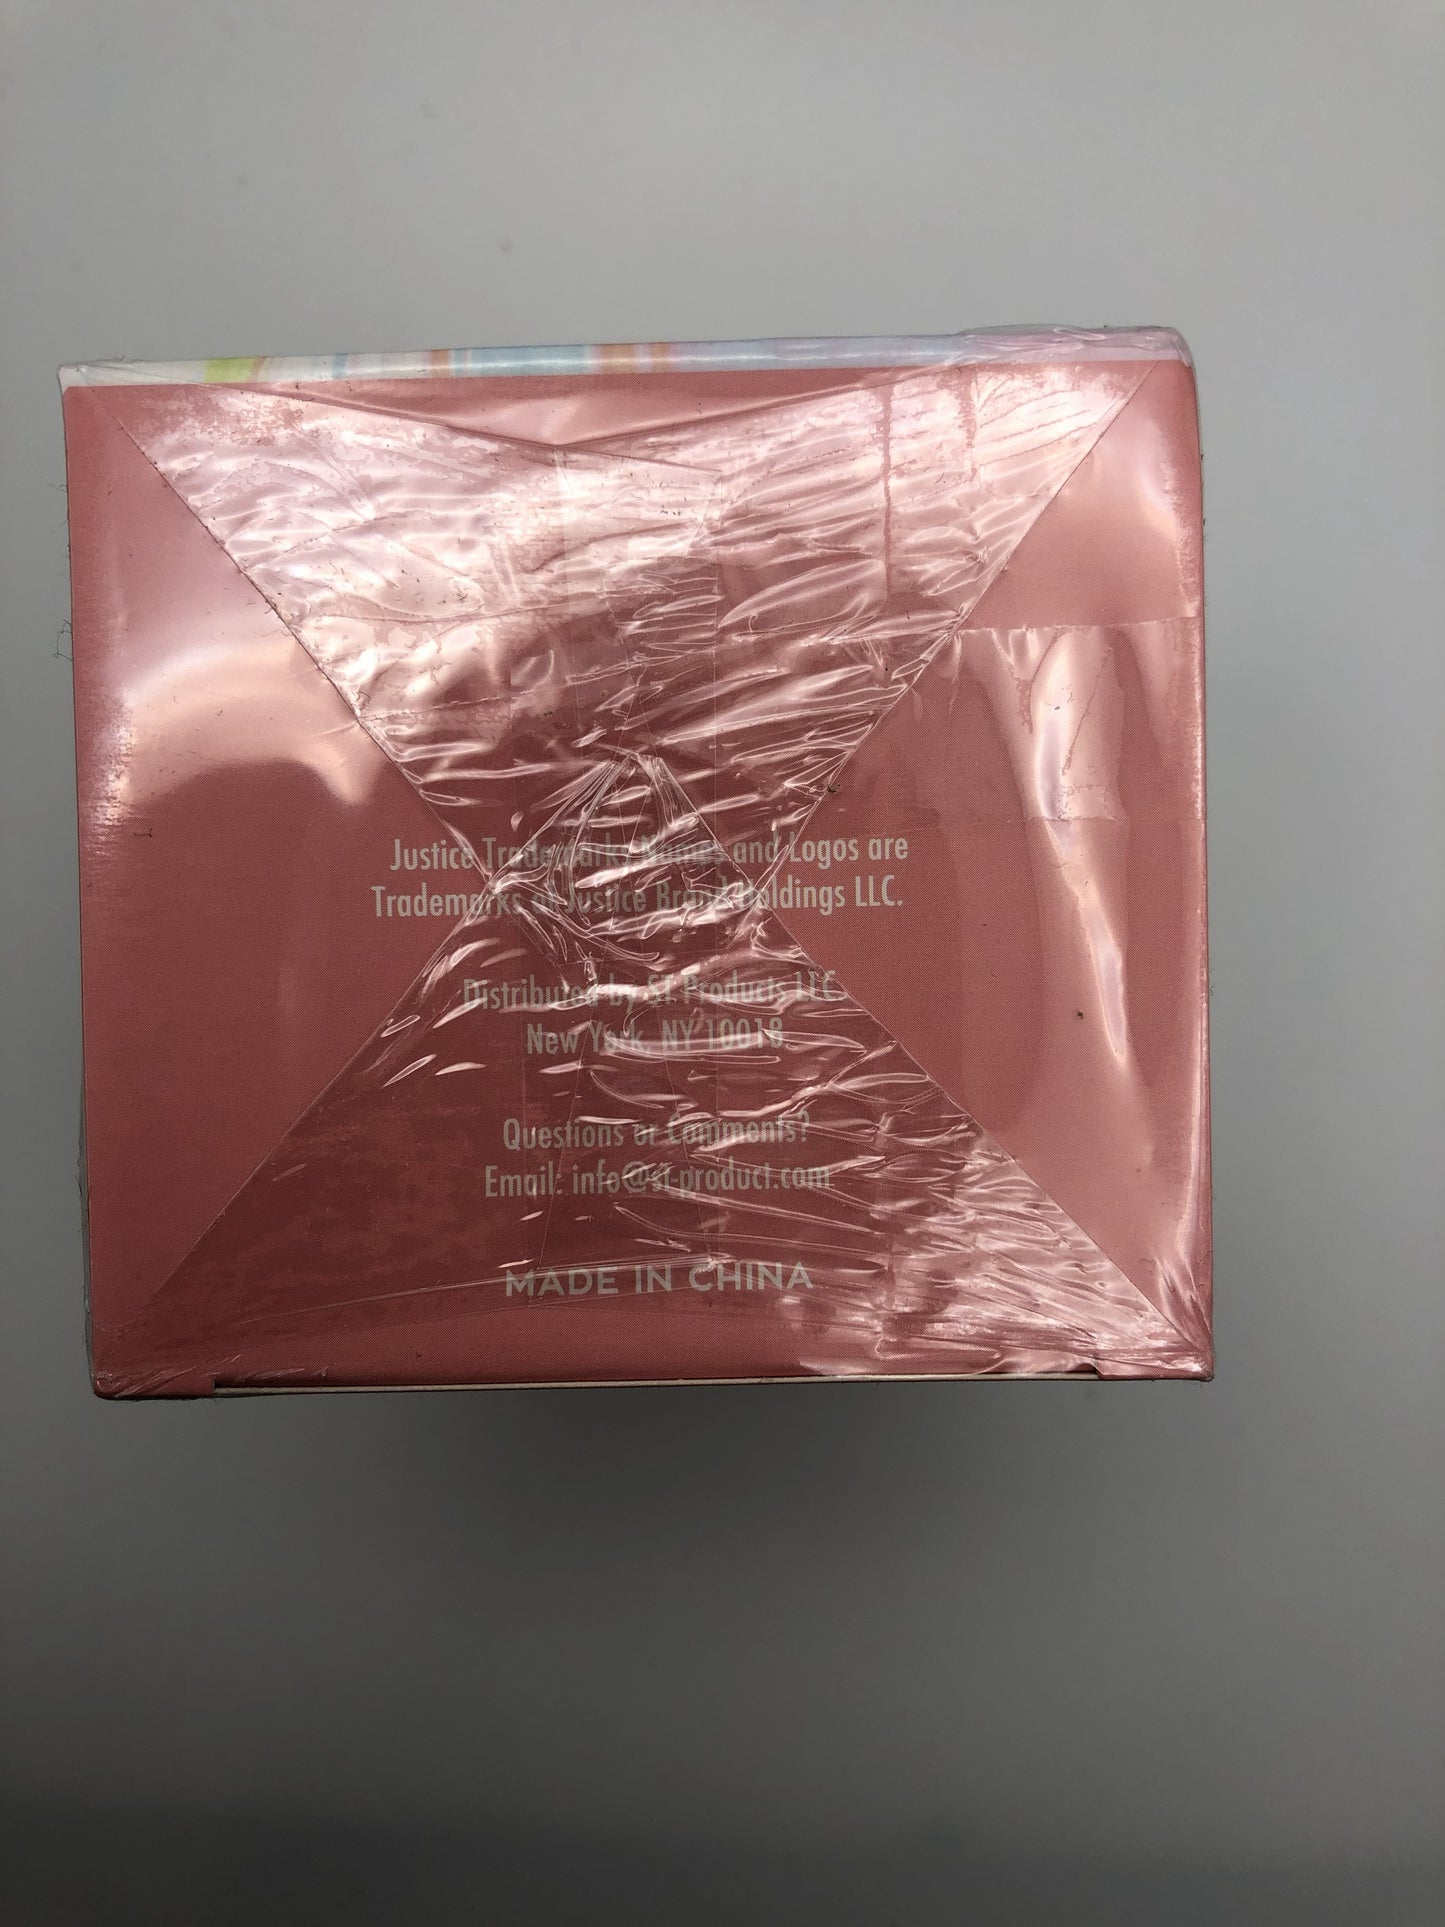 Justice Trademarks, Names and Logos are
Trademarks of Justice Brand Holdings LLC.
Distributed by ST Products LLC
New York, NY 10018
Questions or Comments?
Email: info@st-product.com
MADE IN CHINA